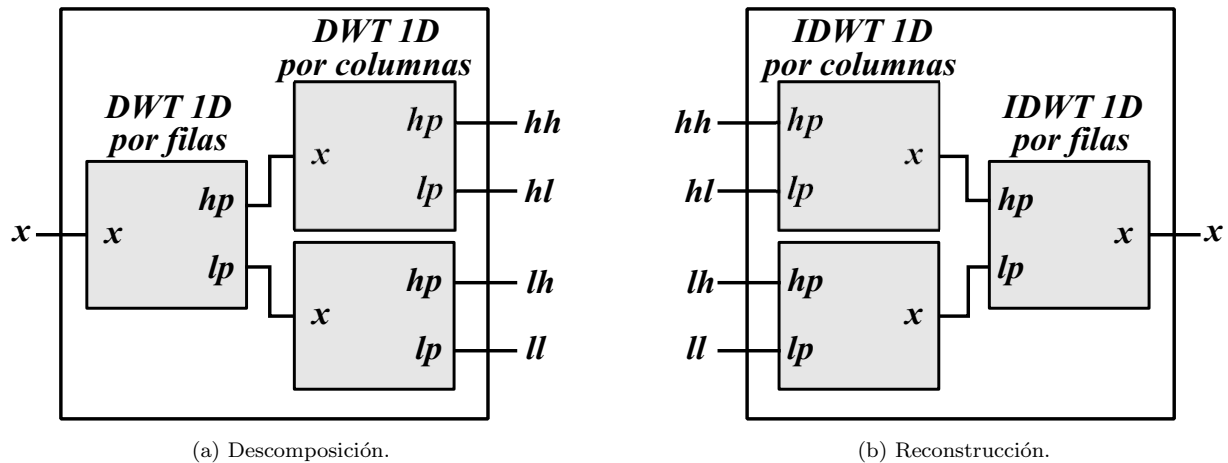 DWT 1D
por columnas
DWT 1D
por filas
x
x
hp
lp
x
hp
lp
hh
hl
x
hp
lp
lh
ll
(a) Descomposición.
IDWT 1D
por columnas
IDWT 1D
por filas
hh
hl
hp
lp
x
lh
ll
hp
lp
x
hp
lp
x
x
(b) Reconstrucción.